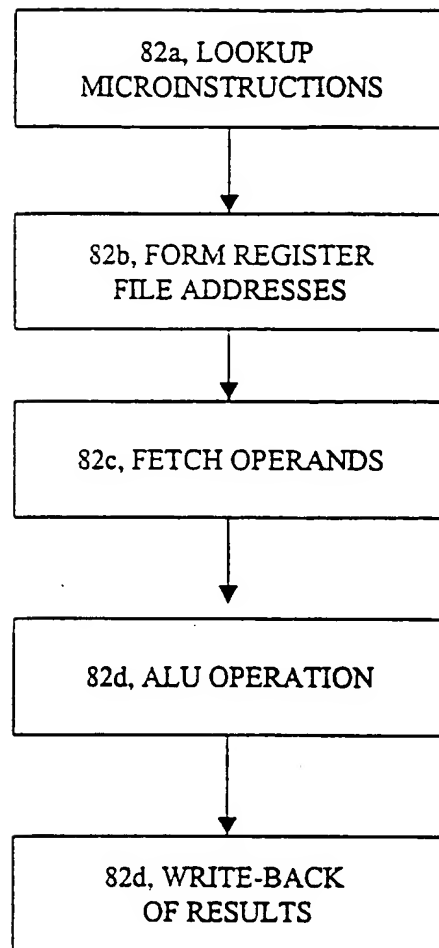 82a, LOOKUP
MICROINSTRUCTIONS
82b, FORM REGISTER
FILE ADDRESSES
82c, FETCH OPERANDS
82d, ALU OPERATION
82d, WRITE-BACK
OF RESULTS